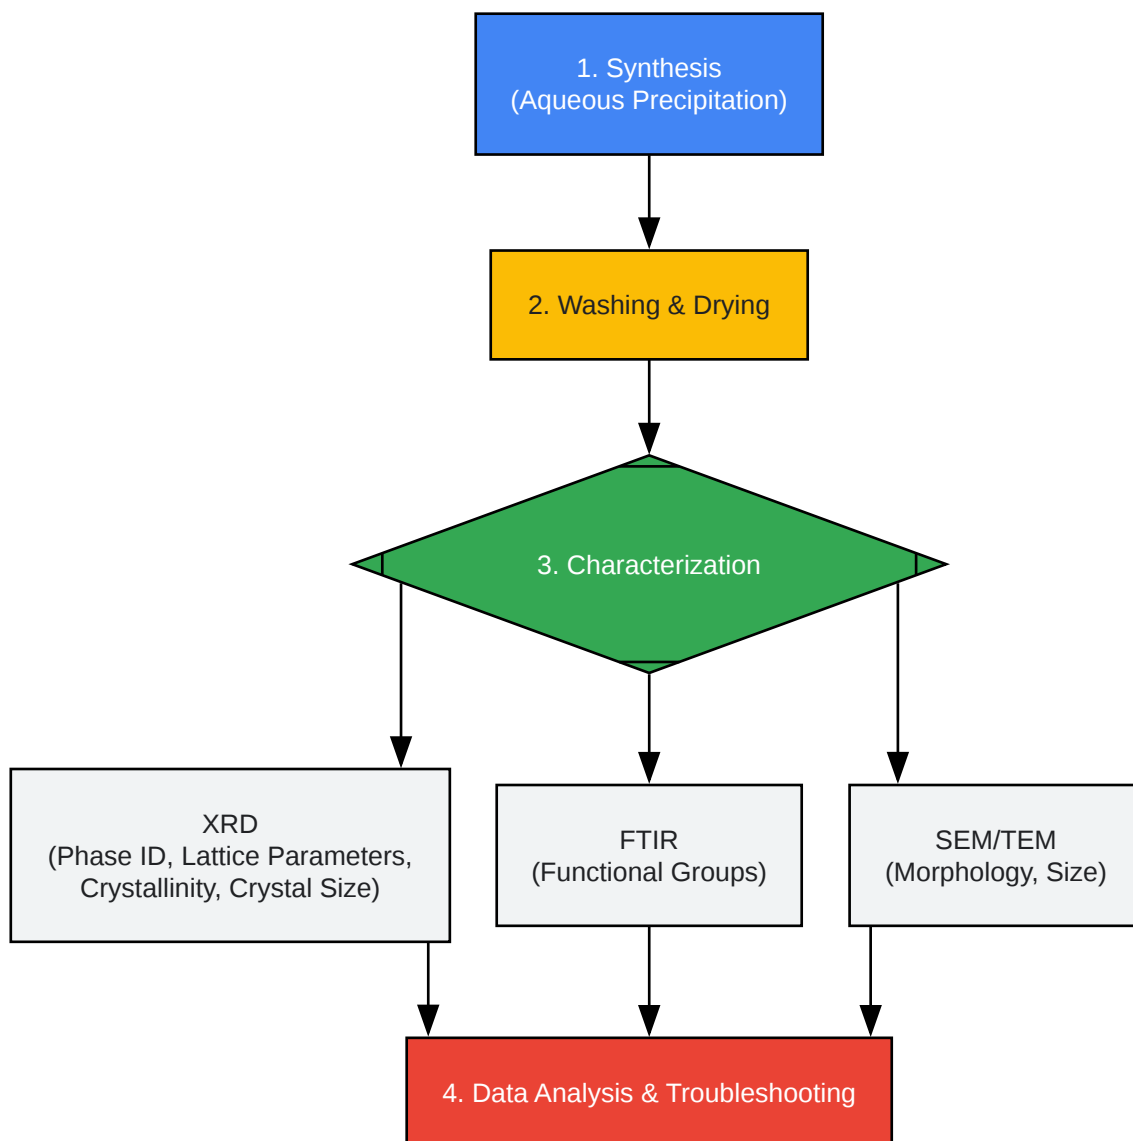 1. Synthesis
(Aqueous Precipitation)
2. Washing & Drying
3. Characterization
XRD
(Phase ID, Lattice Parameters,
Crystallinity, Crystal Size)
FTIR
(Functional Groups)
SEM/TEM
(Morphology, Size)
4. Data Analysis & Troubleshooting